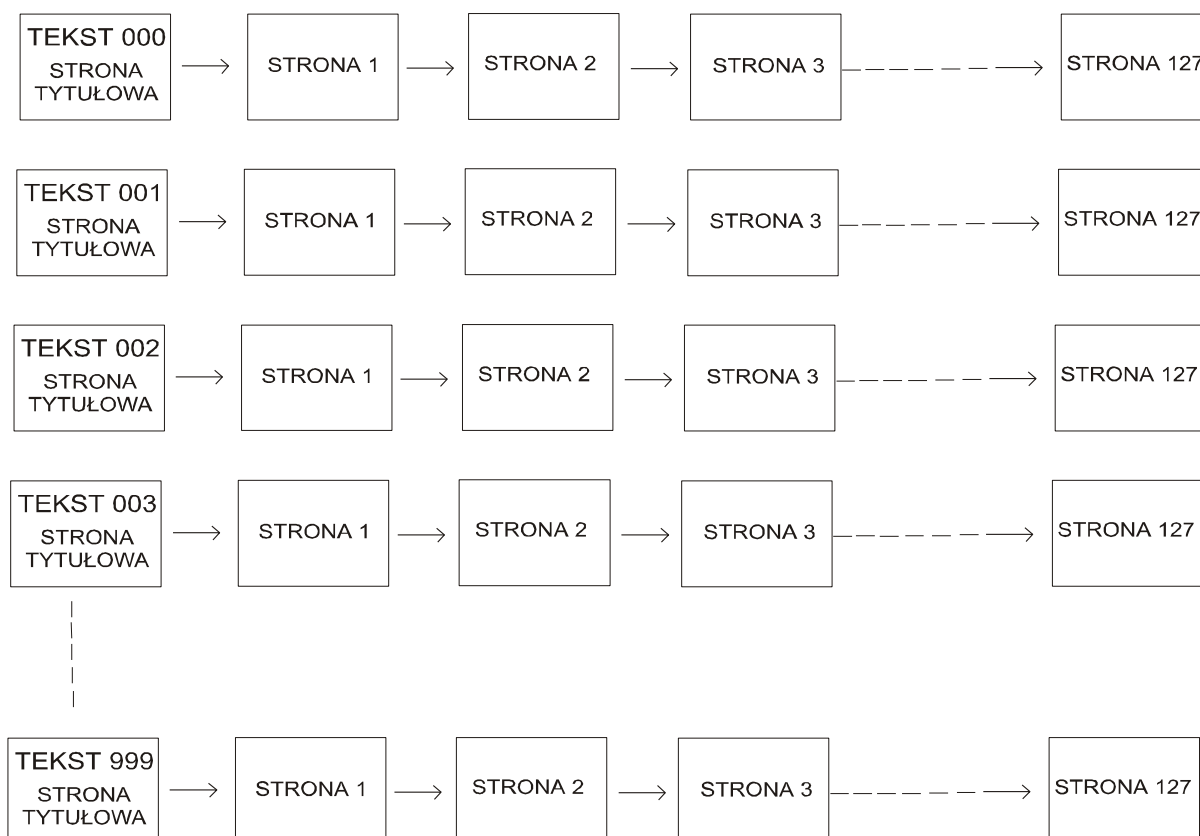 TEKST 000
STRONA
TYTUŁOWA
STRONA 1
STRONA 2
STRONA 3
STRONA 127
TEKST 001
STRONA
TYTUŁOWA
STRONA 1
STRONA 2
STRONA 3
STRONA 127
TEKST 002
STRONA
TYTUŁOWA
STRONA 1
STRONA 2
STRONA 3
STRONA 127
TEKST 003
STRONA
TYTUŁOWA
STRONA 1
STRONA 2
STRONA 3
STRONA 127
TEKST 999
STRONA
TYTUŁOWA
STRONA 1
STRONA 2
STRONA 3
STRONA 127